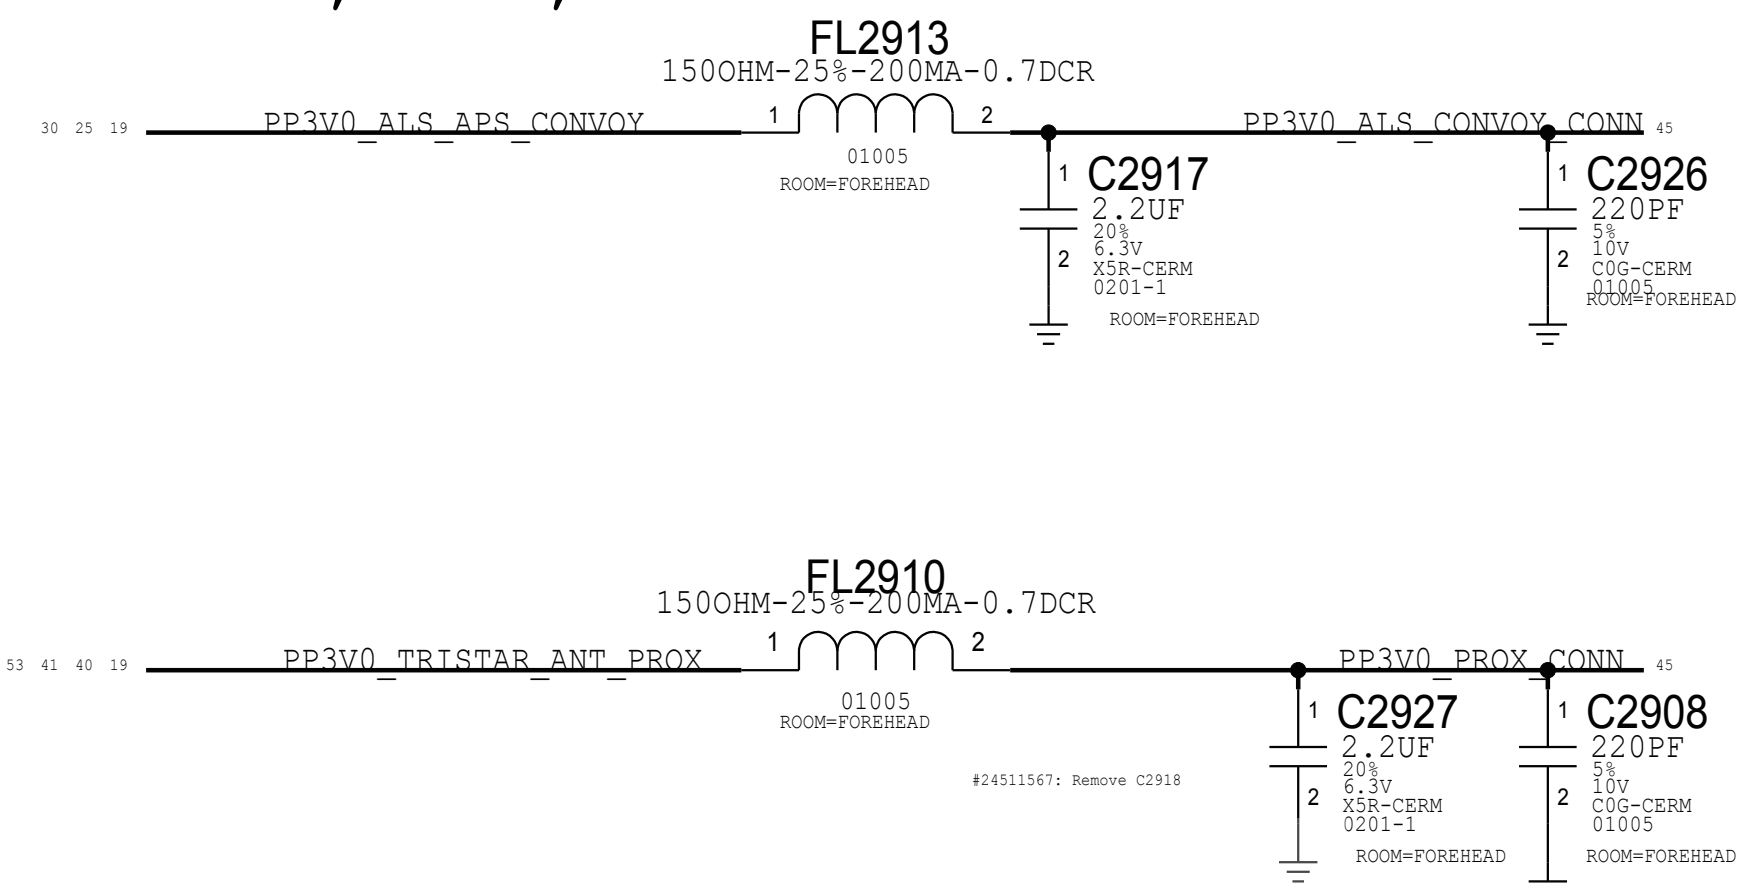 FL2913
150OHM-25%-200MA-0.7DCR
30 25 19
PP3V0_ALS_APS_CONVOY
1
2
PP3V0_ALS_CONVOY_CONN
45
01005
ROOM=FOREHEAD
1
C2917
2.2UF
20%
6.3V
2
X5R-CERM
0201-1
ROOM=FOREHEAD
1
C2926
220PF
5%
10V
2
C0G-CERM
01005
ROOM=FOREHEAD
FL2910
150OHM-25%-200MA-0.7DCR
53 41 40 19
PP3V0_TRISTAR_ANT_PROX
1
2
PP3V0_PROX_CONN
45
01005
ROOM=FOREHEAD
#24511567: Remove C2918
1
C2927
2.2UF
20%
6.3V
2
X5R-CERM
0201-1
ROOM=FOREHEAD
1
C2908
220PF
5%
10V
2
C0G-CERM
01005
ROOM=FOREHEAD